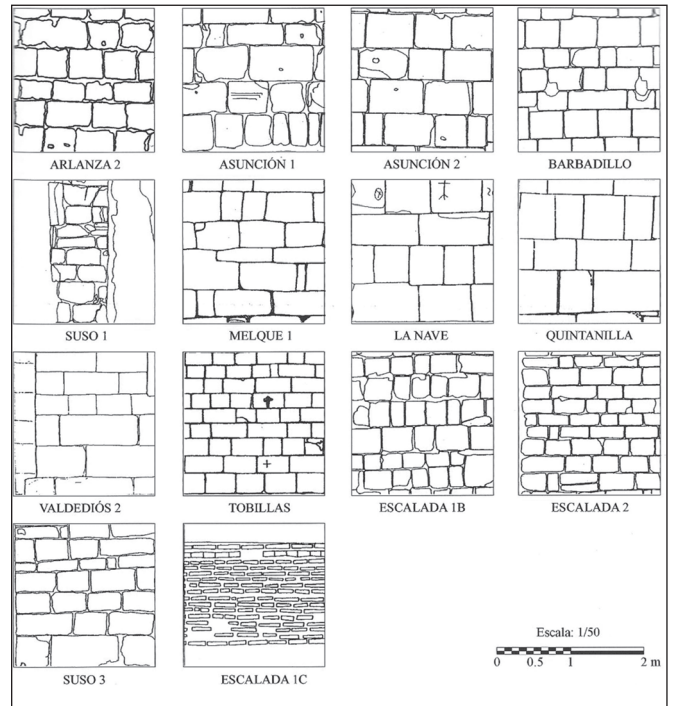 ARLANZA 2
ASUNCIÓN 1
ASUNCIÓN 2
BARBADILLO
SUSO 1
MELQUE 1
LA NAVE
QUINTANILLA
VALDEDIÓS 2
TOBILLAS
ESCALADA 1B
ESCALADA 2
SUSO 3
ESCALADA 1C
Escala: 1/50
0 0.5 1 2 m